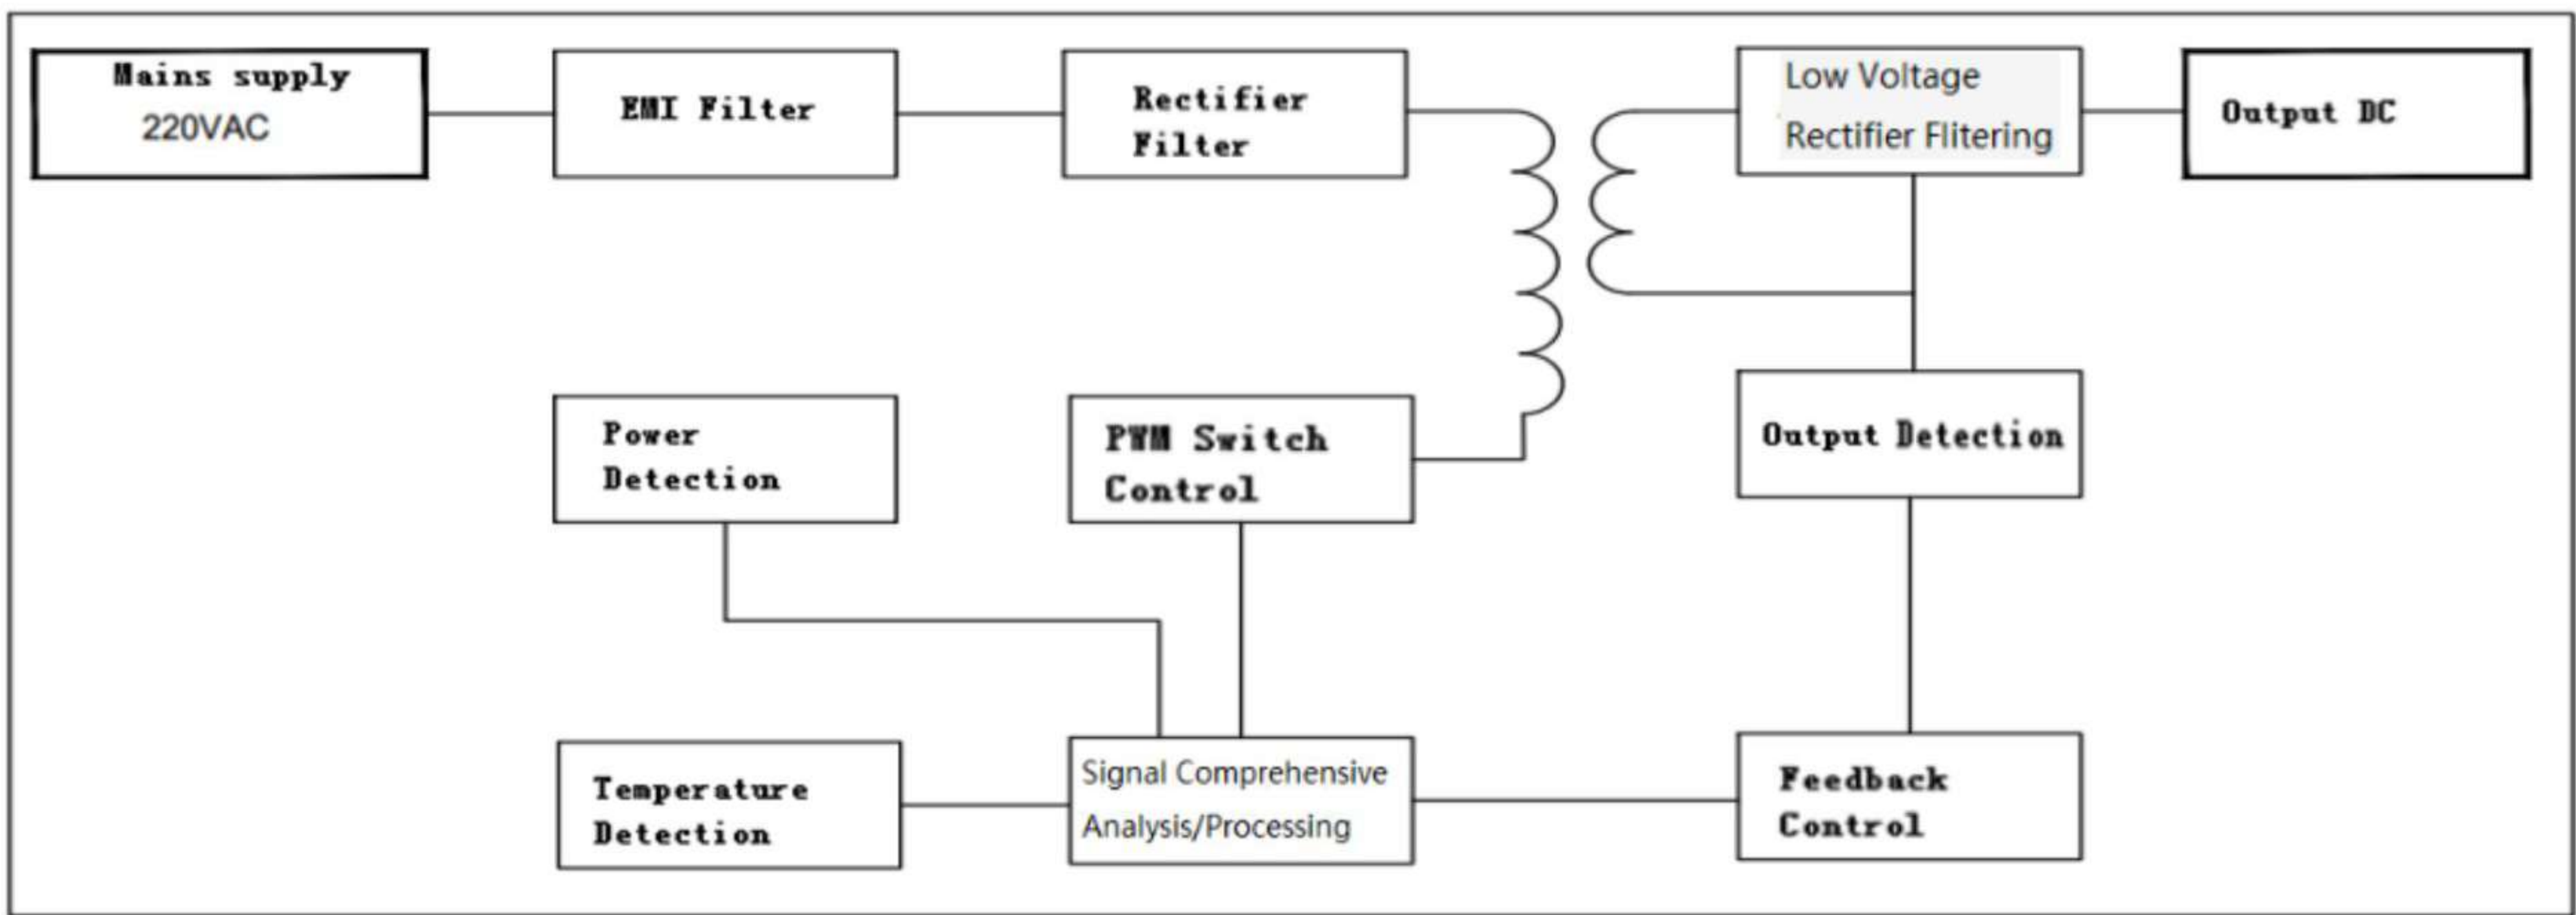 Mains supply
220VAC
EMI Filter
Rectifier
Filter
Low Voltage
Rectifier Flitering
Output DC
Power
Detection
PWM Switch
Control
Output Detection
Temperature
Detection
Signal Comprehensive
Analysis/Processing
Feedback
Control